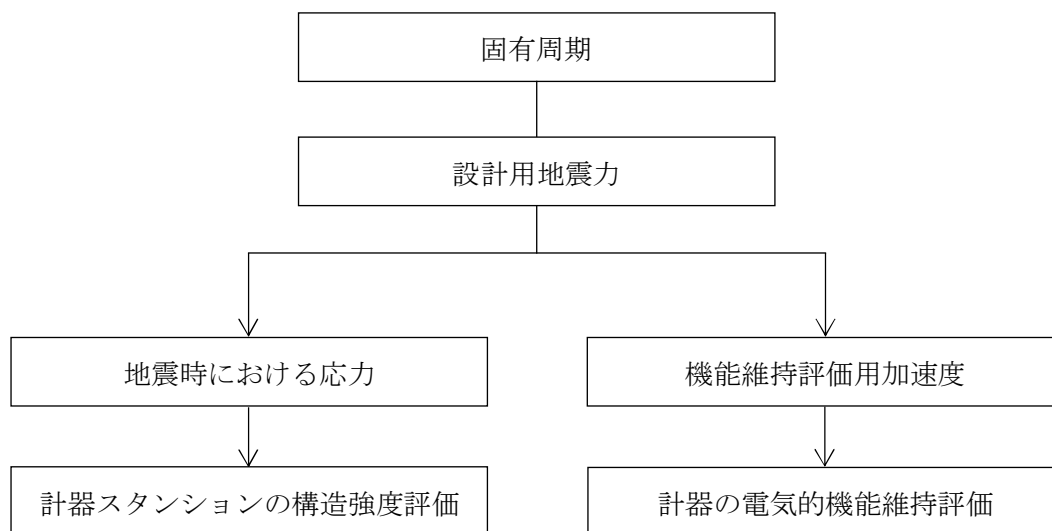 固有周期
設計用地震力
地震時における応力
機能維持評価用加速度
計器スタンションの構造強度評価
計器の電気的機能維持評価